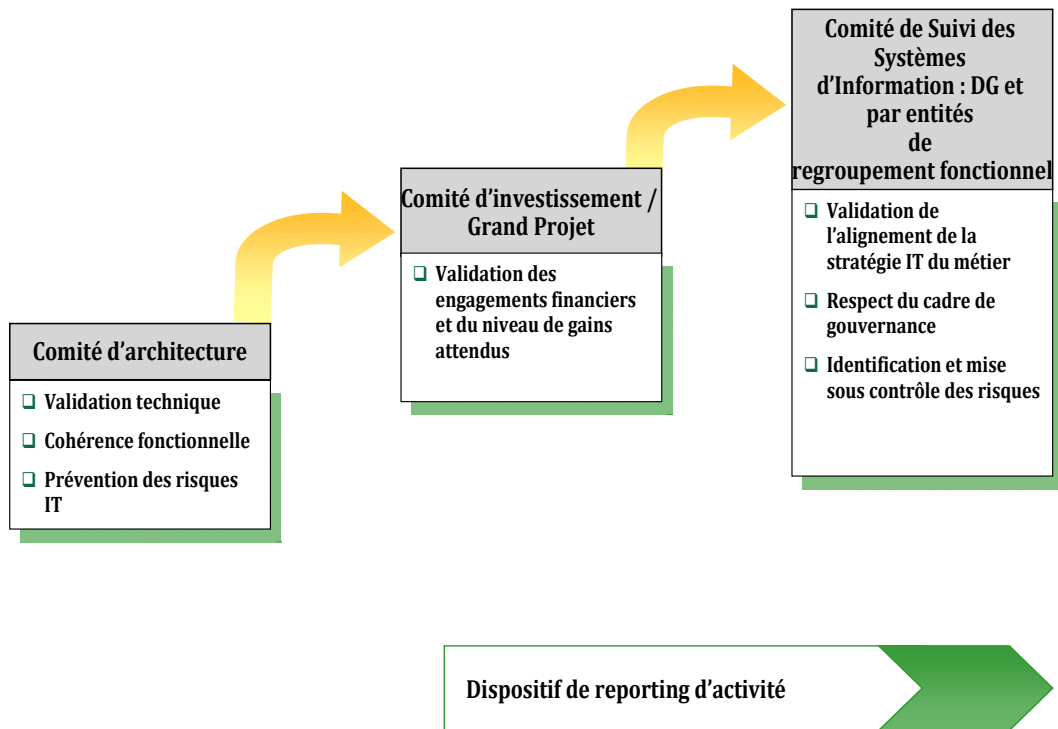 Comité d'architecture
Validation technique
Cohérence fonctionnelle
Prévention des risques
IT
Comité d'investissement /
Grand Projet
Validation des
engagements financiers
et du niveau de gains
attendus
Comité de Suivi des
Systèmes
d'Information : DG et
par entités
de
regroupement fonctionnel
Validation de
l'alignement de la
stratégie IT du métier
Respect du cadre de
gouvernance
Identification et mise
sous contrôle des risques
Dispositif de reporting d'activité